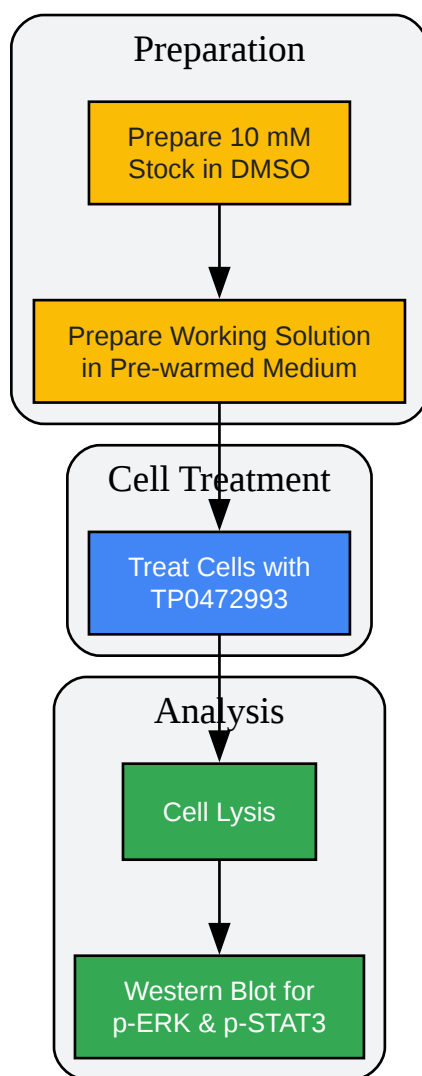 Preparation
Prepare 10 mM
Stock in DMSO
Prepare Working Solution
in Pre-warmed Medium
Cell Treatment
Treat Cells with
TP0472993
Analysis
Cell Lysis
Western Blot for
p-ERK & p-STAT3